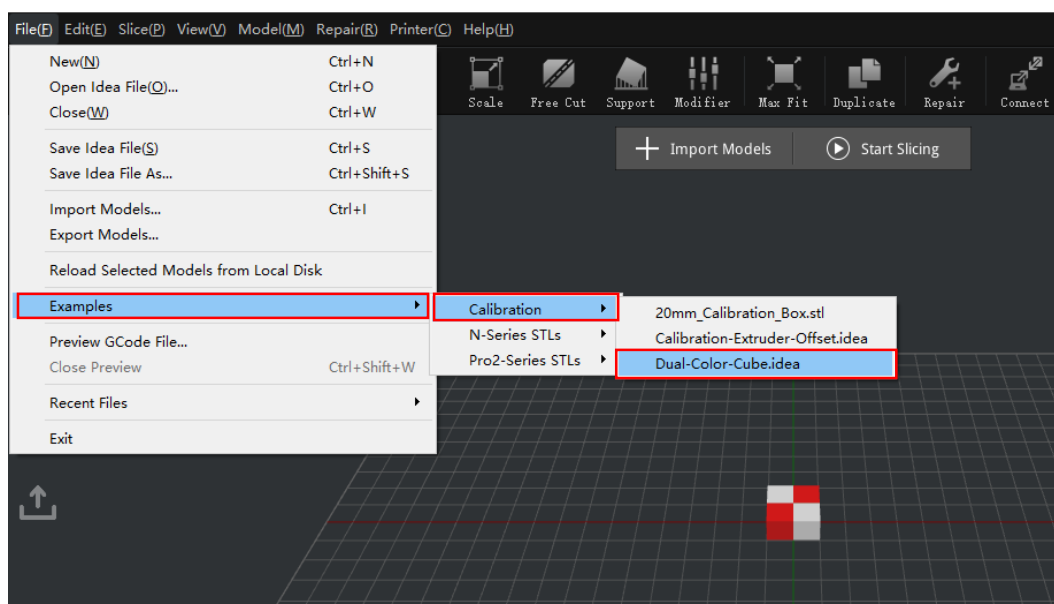 File(F) Edit(E) Slice(P) View(V) Model(M) Repair(R) Printer(C) Help(H)
New(N) Ctrl+N
Open Idea File(O)... Ctrl+O
Close(W) Ctrl+W
Save Idea File(S) Ctrl+S
Save Idea File As... Ctrl+Shift+S
Import Models... Ctrl+I
Export Models...
Reload Selected Models from Local Disk
Examples
Preview GCode File...
Close Preview Ctrl+Shift+W
Recent Files
Exit
Scale Free Cut Support Modifier Max Fit Duplicate Repair Connect
Import Models Start Slicing
Calibration
N-Series STLs
Pro2-Series STLs
20mm_Calibration_Box.stl
Calibration-Extruder-Offset.idea
Dual-Color-Cube.idea